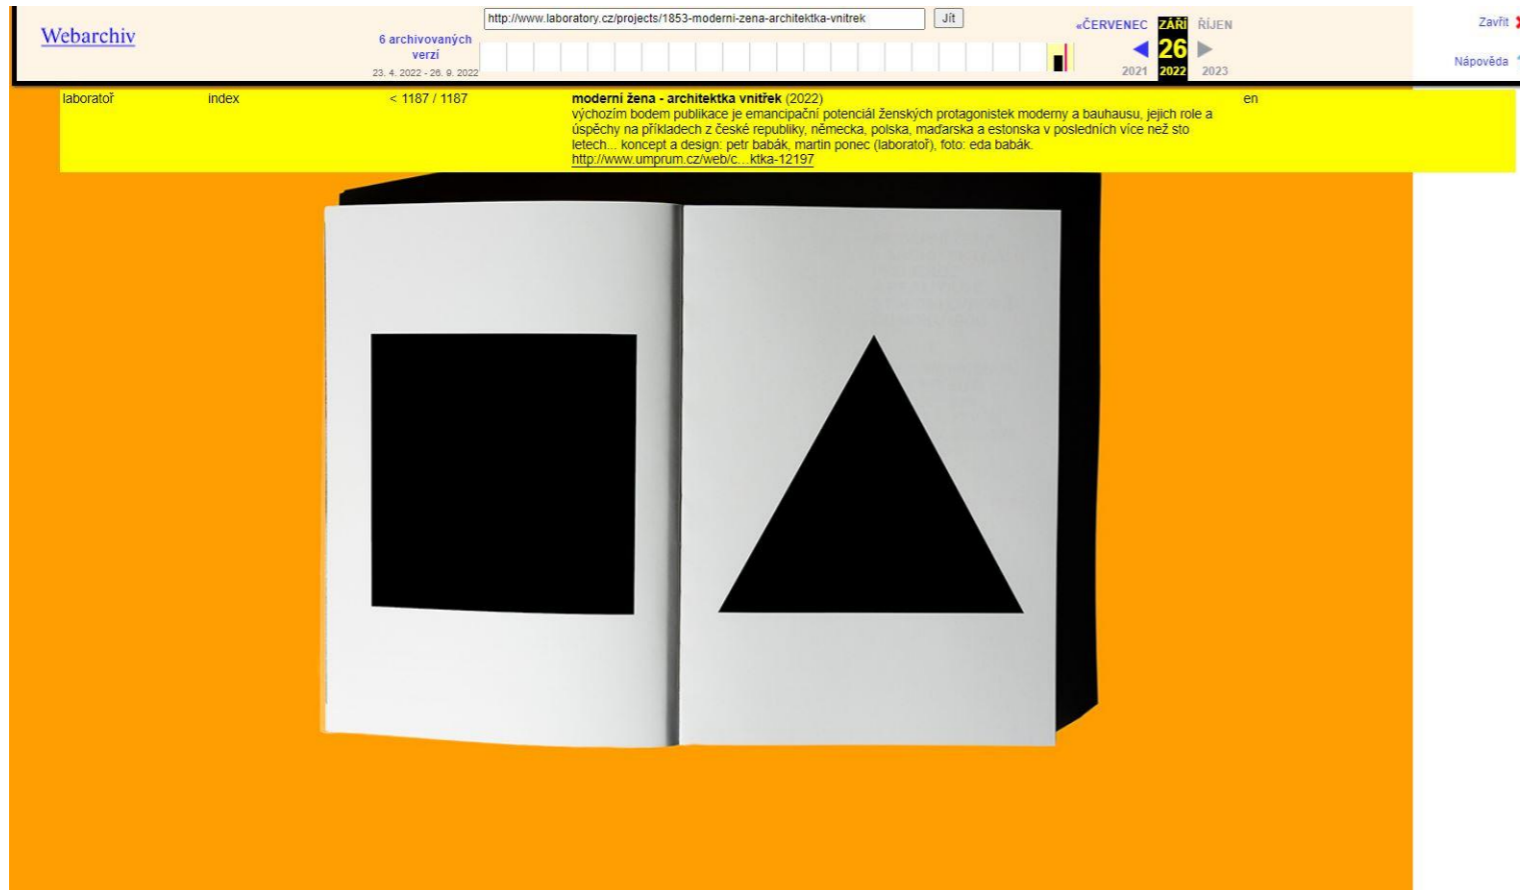 Webarchiv
6 archivovaných
verzí
23. 4. 2022 - 26. 9. 2022
http://www.laboratory.cz/projects/1853-moderni-zena-architektka-vnitrek
Jít
«ČERVENEC ZÁŘÍ ŘÍJEN
26
2021 2022 2023
Zavřít
Nápověda
laboratoř index < 1187 / 1187 moderní žena - architektka vnitřek (2022) en
výchozím bodem publikace je emancipační potenciál ženských protagonistek moderny a bauhausu, jejich role a
úspěchy na příkladech z české republiky, německa, polska, maďarska a estonska v posledních více než sto
letech... koncept a design: petr babák, martin ponec (laboratoř), foto: eda babák.
http://www.umprum.cz/web/c...ktka-12197